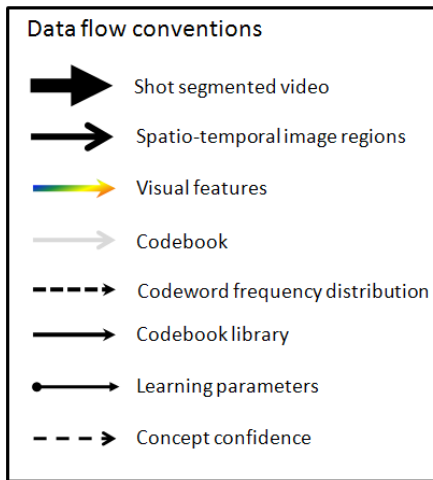 Data flow conventions
Shot segmented video
Spatio-temporal image regions
Visual features
Codebook
Codeword frequency distribution
Codebook library
Learning parameters
Concept confidence